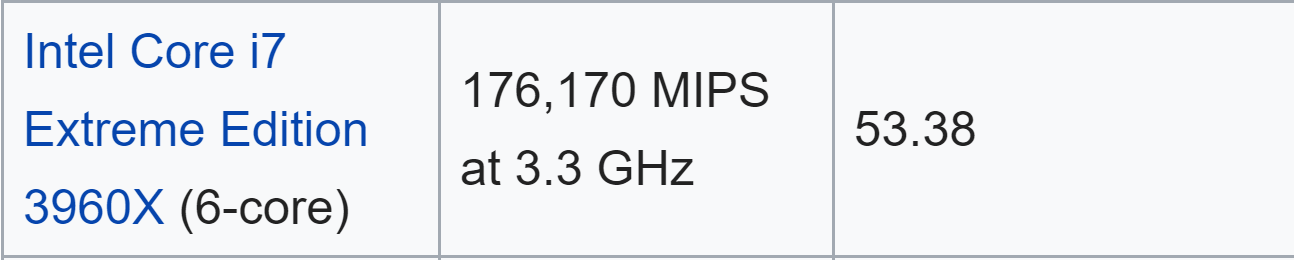 Intel Core i7
Extreme Edition
3960X (6-core)
176,170 MIPS
at 3.3 GHz
53.38